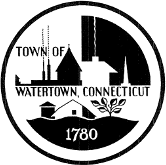 TOWN OF
WATERTOWN, CONNECTICUT
1780